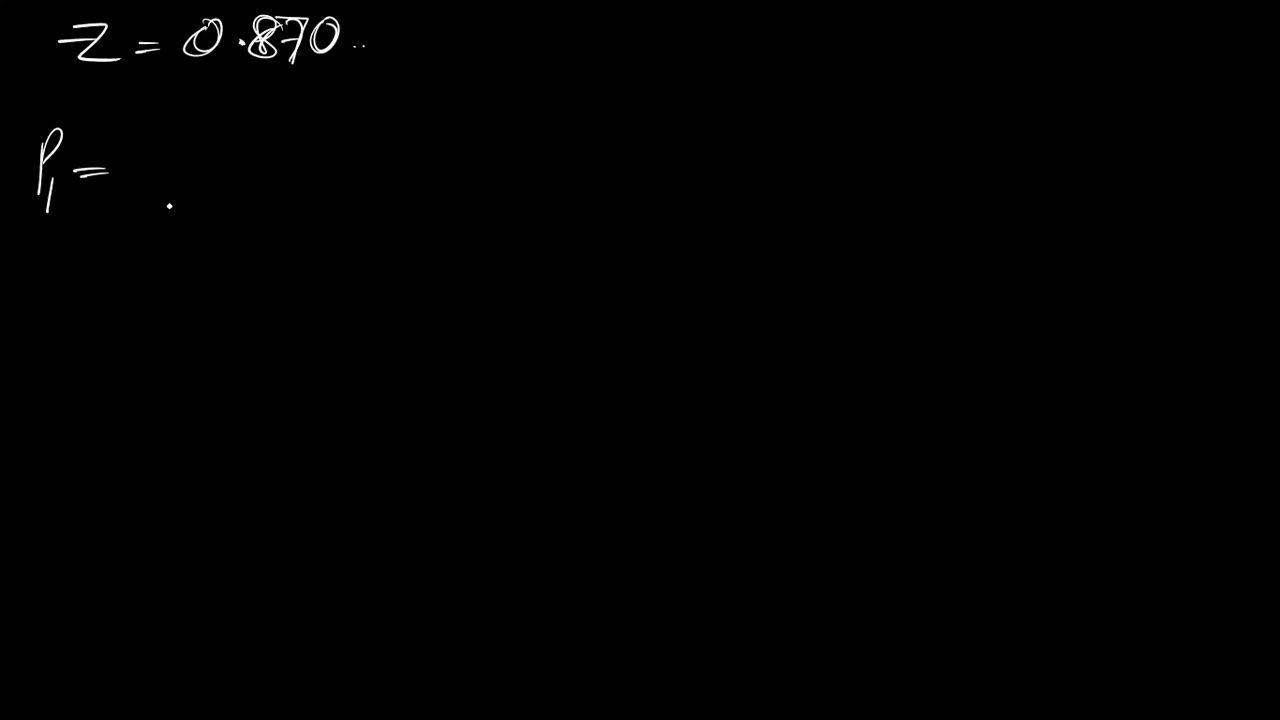 z = 0.870..
P₁ =